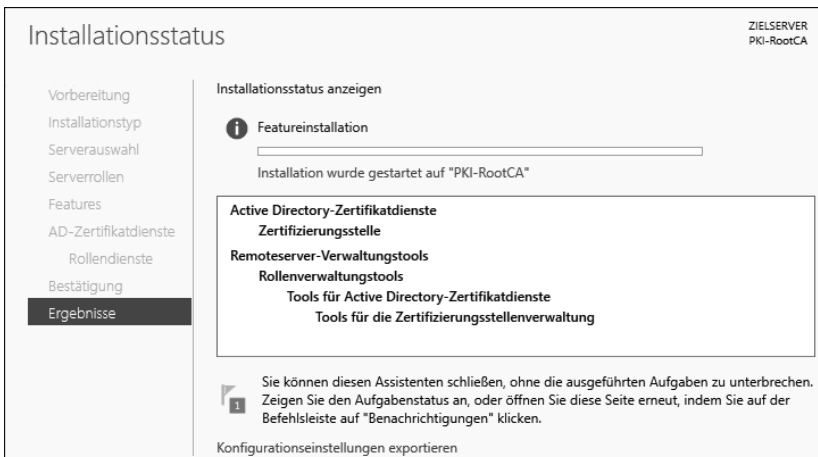 Installationsstatus
ZIELSERVER
PKI-RootCA
Vorbereitung
Installationstyp
Serverauswahl
Serverrollen
Features
AD-Zertifikatdienste
Rollendienste
Bestätigung
Ergebnisse
Installationsstatus anzeigen
Featureinstallation
Installation wurde gestartet auf "PKI-RootCA"
Active Directory-Zertifikatdienste
Zertifizierungsstelle
Remoteserver-Verwaltungstools
Rollenverwaltungstools
Tools für Active Directory-Zertifikatdienste
Tools für die Zertifizierungsstellenverwaltung
1
Sie können diesen Assistenten schließen, ohne die ausgeführten Aufgaben zu unterbrechen.
Zeigen Sie den Aufgabenstatus an, oder öffnen Sie diese Seite erneut, indem Sie auf der
Befehlsleiste auf "Benachrichtigungen" klicken.
Konfigurationseinstellungen exportieren